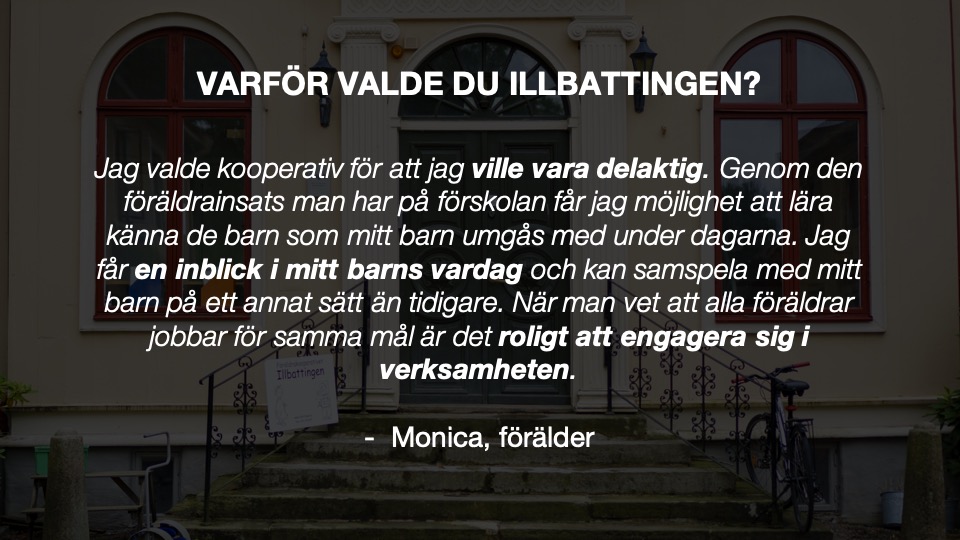 VARFÖR VALDE DU ILLBATTINGEN?
Jag valde kooperativ för att jag ville vara delaktig. Genom den
föräldrainsats man har på förskolan får jag möjlighet att lära
känna de barn som mitt barn umgås med under dagarna. Jag
får en inblick i mitt barns vardag och kan samspela med mitt
barn på ett annat sätt än tidigare. När man vet att alla föräldrar
jobbar för samma mål är det roligt att engagera sig i
verksamheten.
Illbattingen
- Monica, förälder